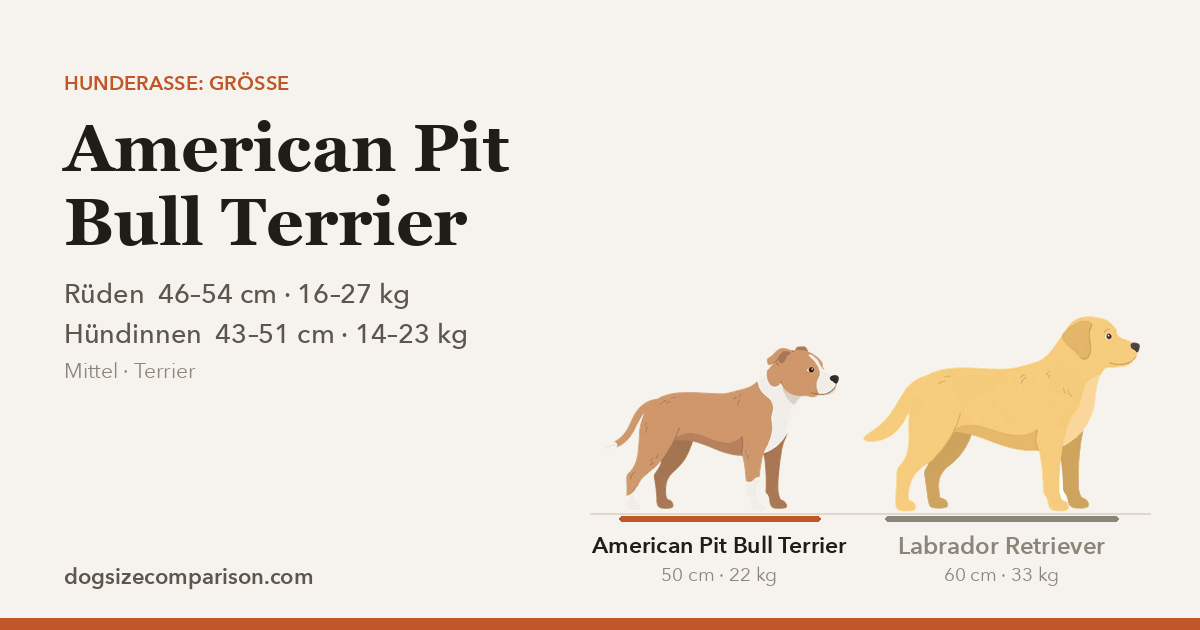 HUNDERASSE: GRÖSSE
American Pit
Bull Terrier
Rüden 46–54 cm · 16–27 kg
Hündinnen 43–51 cm · 14–23 kg
Mittel · Terrier
American Pit Bull Terrier
50 cm · 22 kg
Labrador Retriever
60 cm · 33 kg
dogsizecomparison.com